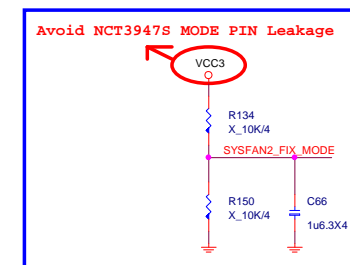 Avoid NCT3947S MODE PIN Leakage
VCC3
R134
X_10K/4
SYSFAN2_FIX_MODE
R150
X_10K/4
C66
1u6.3X4